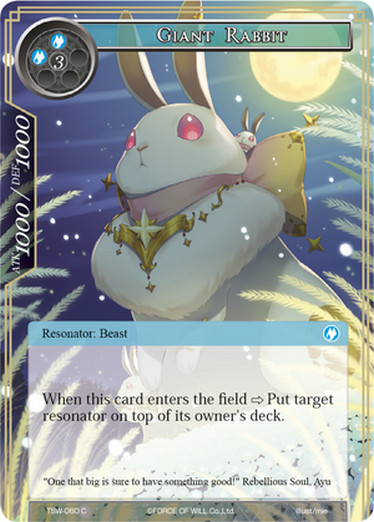 Giant Rabbit
3
ATK 1000 / DEF 1000
Resonator: Beast
When this card enters the field ⇨ Put target
resonator on top of its owner's deck.
"One that big is sure to have something good!" Rebellious Soul, Ayu
TSW-060 C
©FORCE OF WILL Co.,Ltd.
illust/mie